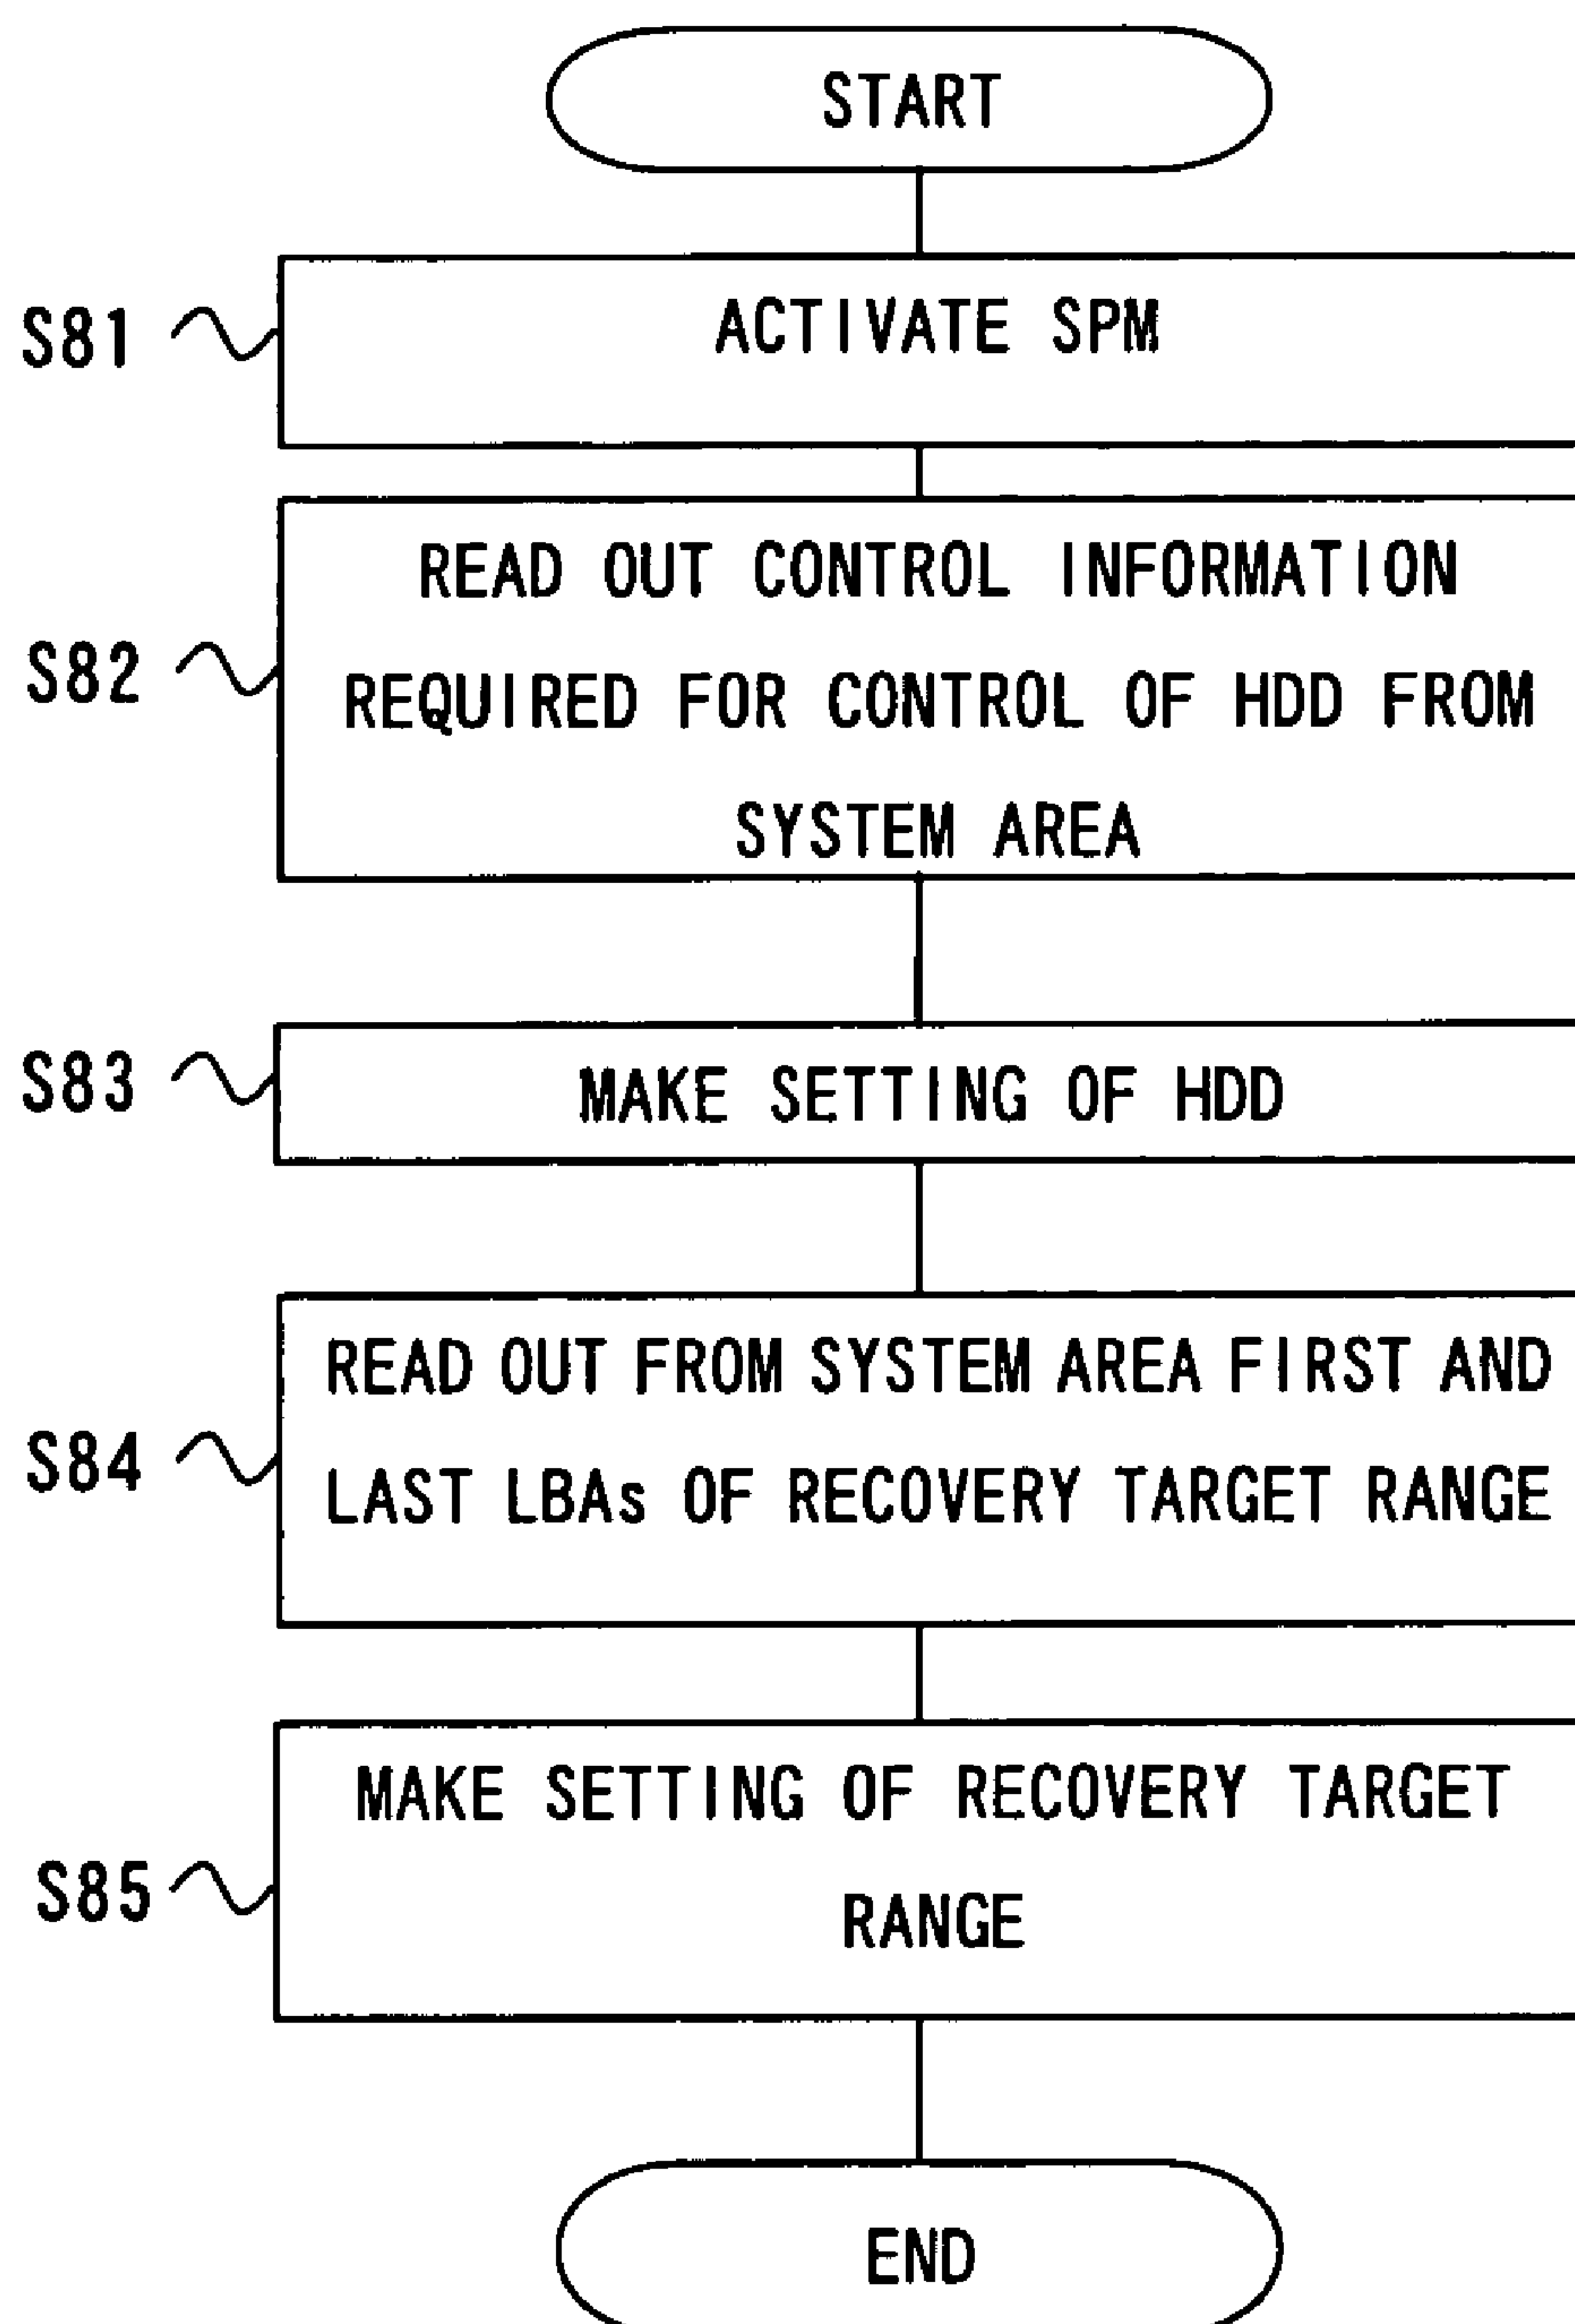 START
S81
ACTIVATE SPM
S82
READ OUT CONTROL INFORMATION
REQUIRED FOR CONTROL OF HDD FROM
SYSTEM AREA
S83
MAKE SETTING OF HDD
S84
READ OUT FROM SYSTEM AREA FIRST AND
LAST LBAs OF RECOVERY TARGET RANGE
S85
MAKE SETTING OF RECOVERY TARGET
RANGE
END